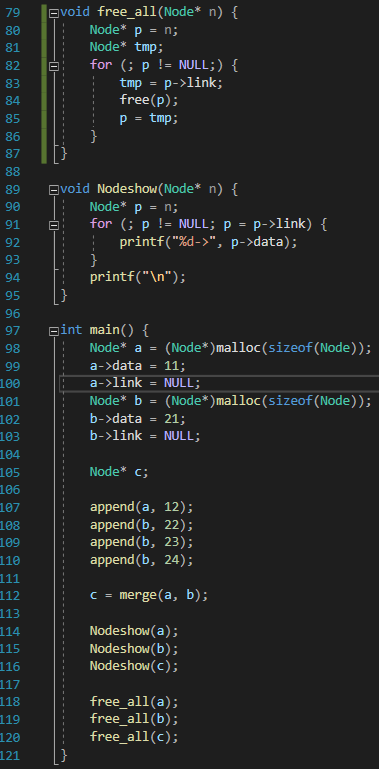 79 void free_all(Node* n) {
80 Node* p = n;
81 Node* tmp;
82 for (; p != NULL;) {
83 tmp = p->link;
84 free(p);
85 p = tmp;
86 }
87 }
88
89 void Nodeshow(Node* n) {
90 Node* p = n;
91 for (; p != NULL; p = p->link) {
92 printf("%d->", p->data);
93 }
94 printf("\n");
95 }
96
97 int main() {
98 Node* a = (Node*)malloc(sizeof(Node));
99 a->data = 11;
100 a->link = NULL;
101 Node* b = (Node*)malloc(sizeof(Node));
102 b->data = 21;
103 b->link = NULL;
104
105 Node* c;
106
107 append(a, 12);
108 append(b, 22);
109 append(b, 23);
110 append(b, 24);
111
112 c = merge(a, b);
113
114 Nodeshow(a);
115 Nodeshow(b);
116 Nodeshow(c);
117
118 free_all(a);
119 free_all(b);
120 free_all(c);
121 }